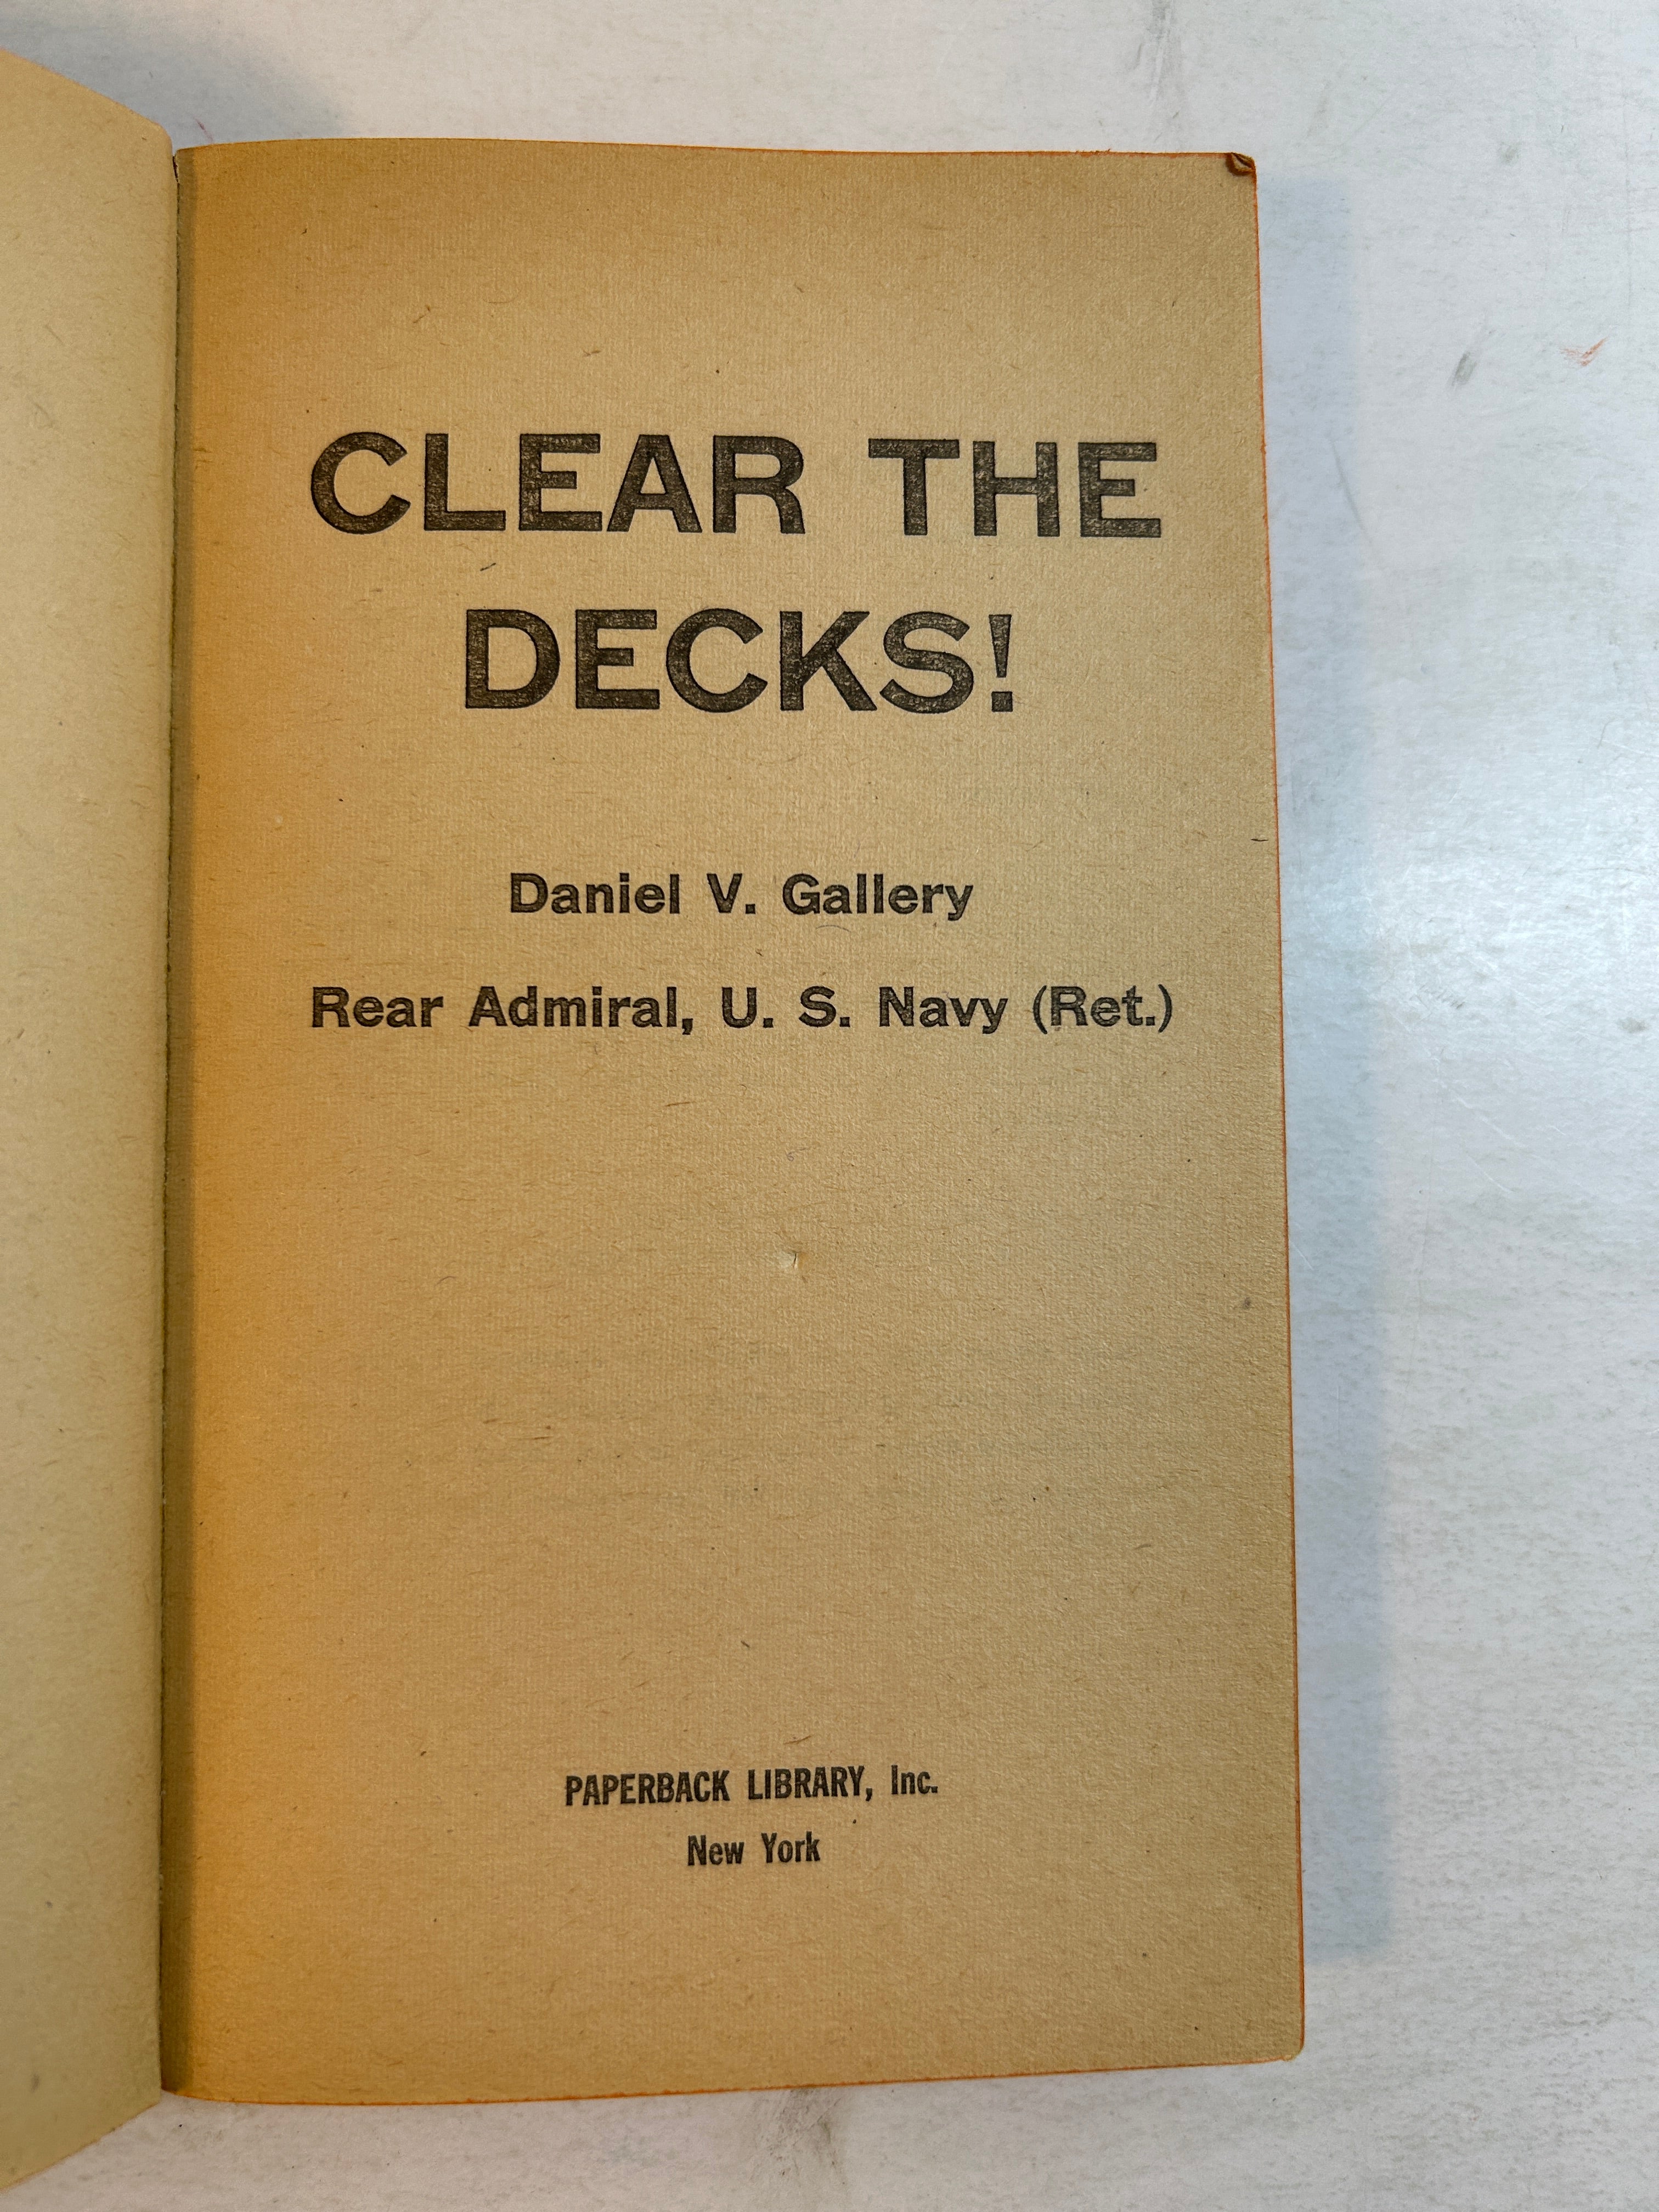 CLEAR THE
DECKS!
Daniel V. Gallery
Rear Admiral, U. S. Navy (Ret.)
PAPERBACK LIBRARY, Inc.
New York